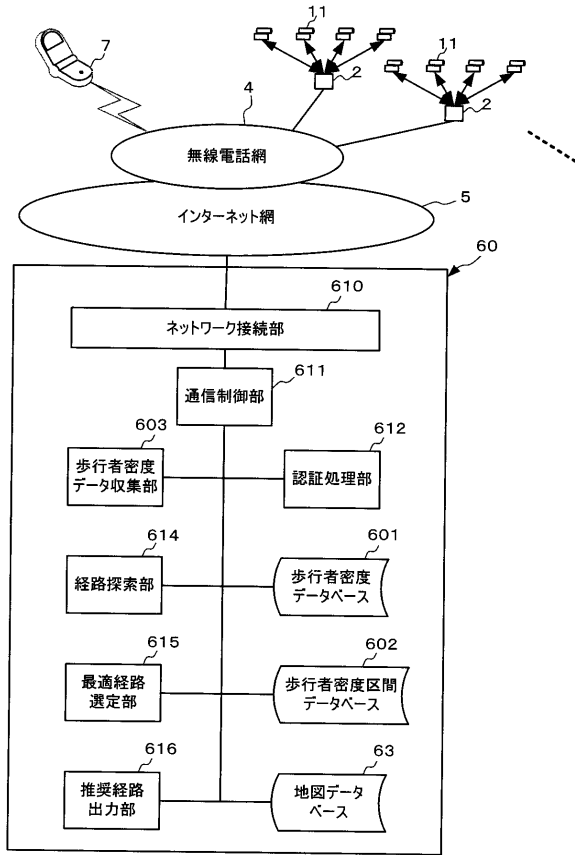 11
7
11
2
2
4
無線電話網
5
インターネット網
60
610
ネットワーク接続部
611
通信制御部
603
歩行者密度
データ収集部
612
認証処理部
614
経路探索部
601
歩行者密度
データベース
615
最適経路
選定部
602
歩行者密度区間
データベース
616
推奨経路
出力部
63
地図データ
ベース